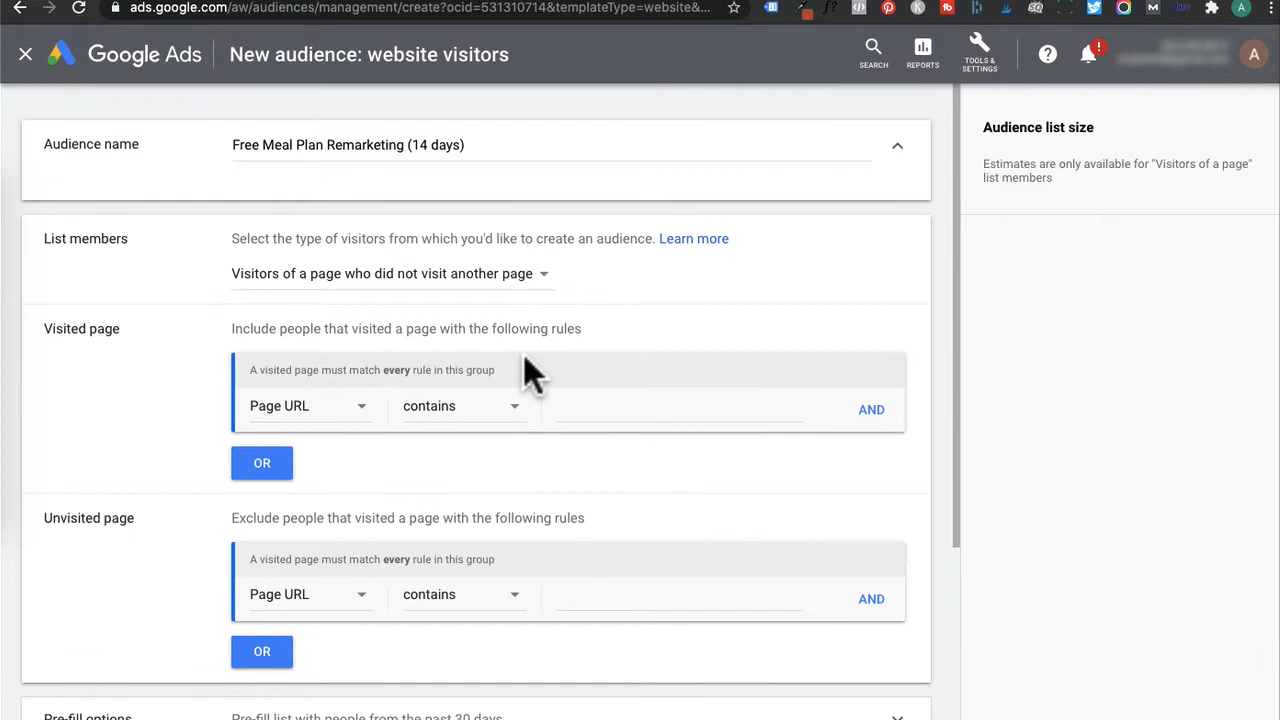 ads.google.com/aw/audiences/management/create?ocid=531310714&templateType=website&...
Google Ads
New audience: website visitors
SEARCH
REPORTS
TOOLS &
SETTINGS
A
Audience name
Free Meal Plan Remarketing (14 days)
List members
Select the type of visitors from which you'd like to create an audience. Learn more
Visitors of a page who did not visit another page
Visited page
Include people that visited a page with the following rules
A visited page must match every rule in this group
Page URL
contains
AND
OR
Unvisited page
Exclude people that visited a page with the following rules
A visited page must match every rule in this group
Page URL
contains
AND
OR
Pre-fill options
Pre-fill list with people from the past 30 days
Audience list size
Estimates are only available for "Visitors of a page"
list members